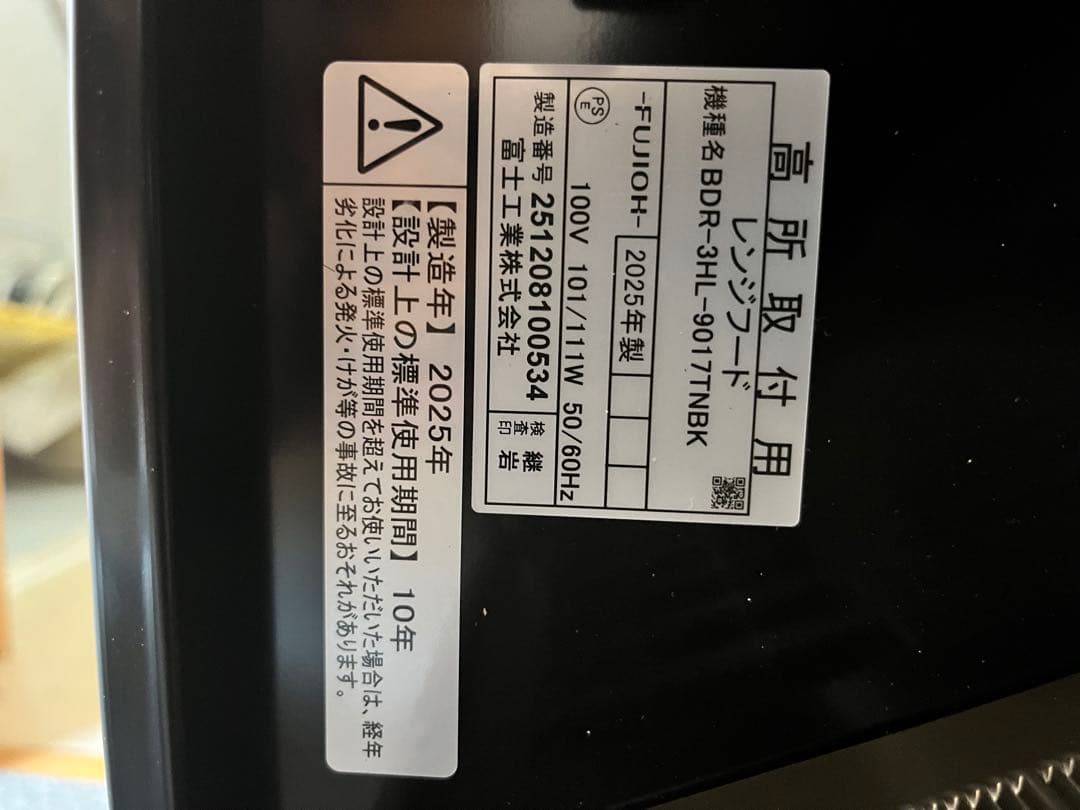 高所取付用
レンジフード
機種名 BDR-3HL-9017TNBK
-FUJIOH- 2025年製
PSE 100V 101/111W 50/60Hz
製造番号 251208100534
富士工業株式会社
検査印 継岩
【製造年】 2025年
【設計上の標準使用期間】 10年
設計上の標準使用期間を超えてお使いいただいた場合は、経年
劣化による発火・けが等の事故に至るおそれがあります。